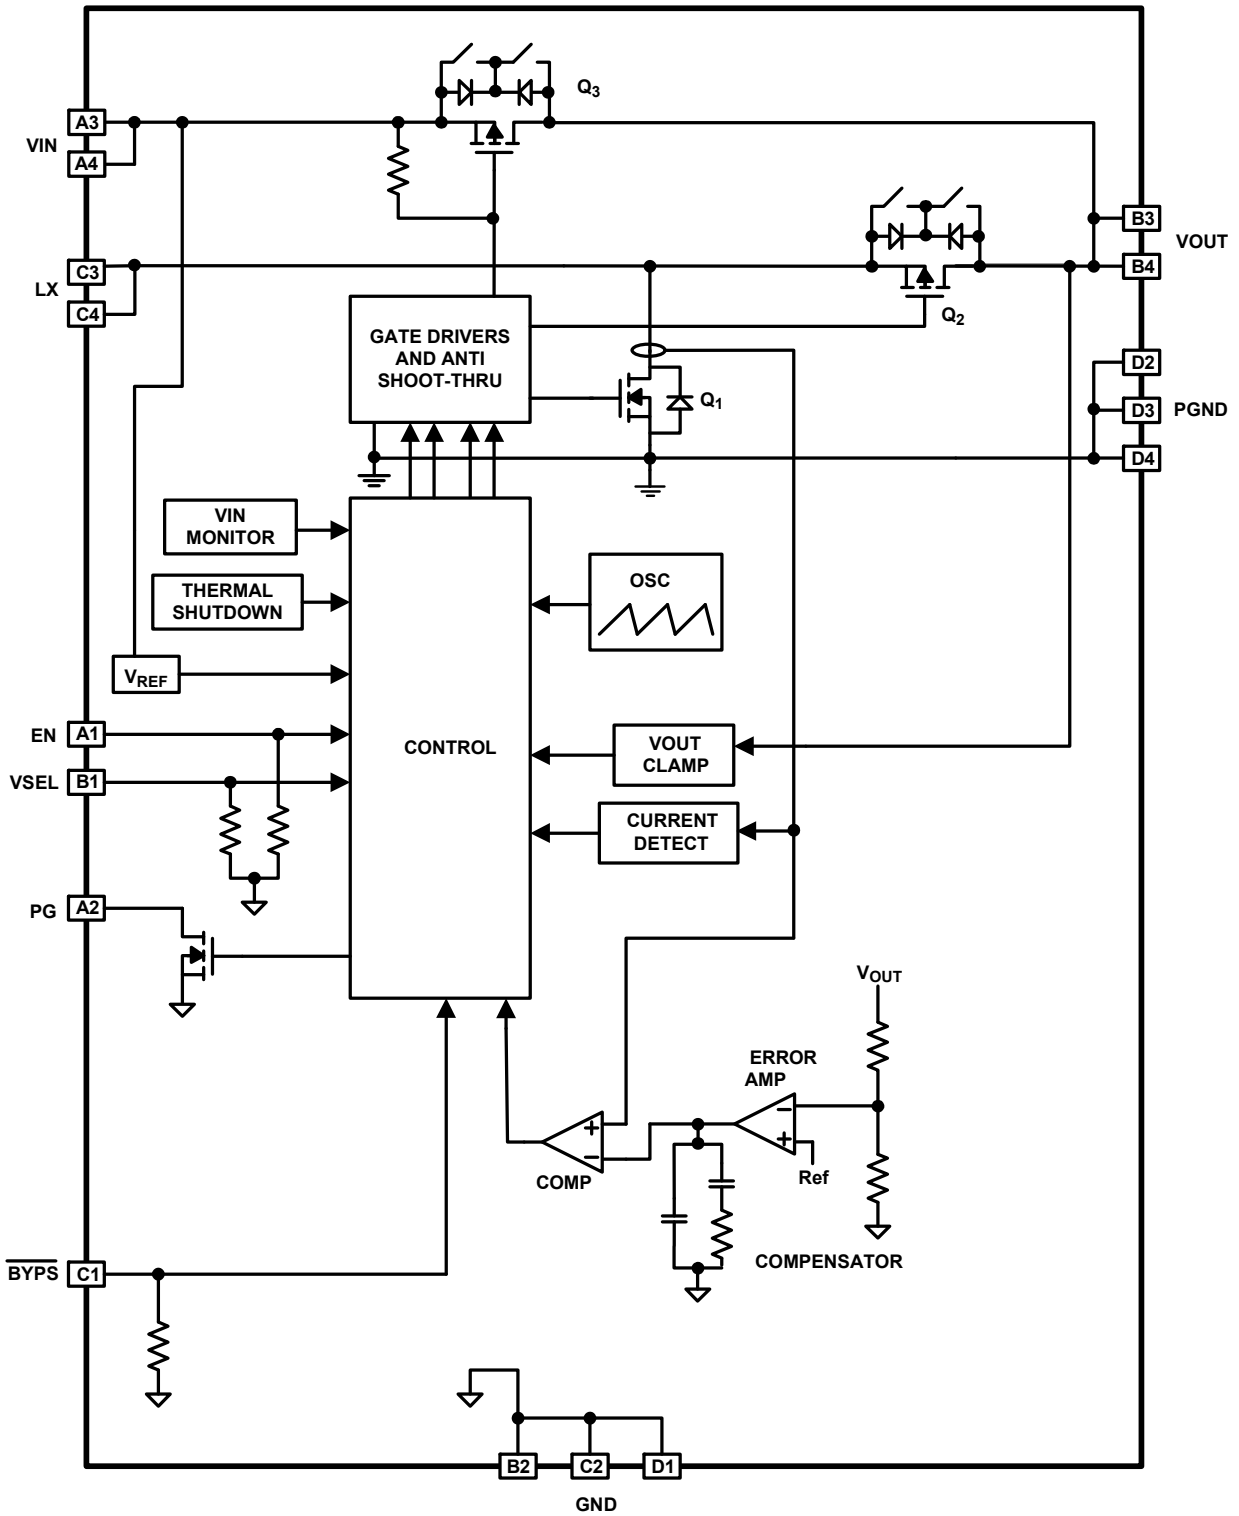 Q3
A3
VIN
A4
B3
VOUT
C3
B4
LX
C4
Q2
GATE DRIVERS
AND ANTI
SHOOT-THRU
D2
Q1
D3
PGND
D4
VIN
MONITOR
OSC
THERMAL
SHUTDOWN
VREF
EN
A1
CONTROL
VOUT
CLAMP
VSEL
B1
CURRENT
DETECT
PG
A2
VOUT
ERROR
AMP
−
+
+
−
Ref
COMP
COMPENSATOR
BYPS
C1
B2
C2
D1
GND